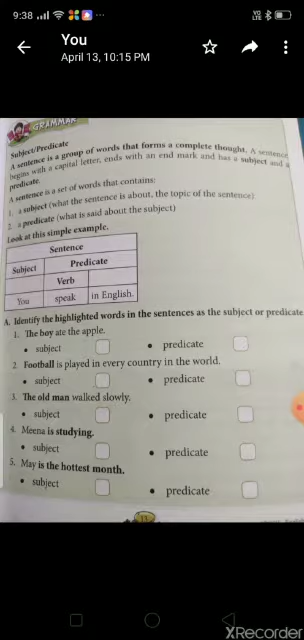 9:38
You
April 13, 10:15 PM
GRAMMAR
Subject/Predicate
A sentence is a group of words that forms a complete thought. A sentence
begins with a capital letter, ends with an end mark and has a subject and a
predicate.
A sentence is a set of words that contains:
1. a subject (what the sentence is about, the topic of the sentence)
2. a predicate (what is said about the subject)
Look at this simple example.
Sentence
Subject Predicate
Verb
You speak in English.
A. Identify the highlighted words in the sentences as the subject or predicate
1. The boy ate the apple.
• subject • predicate
2. Football is played in every country in the world.
• subject • predicate
3. The old man walked slowly.
• subject • predicate
4. Meena is studying.
• subject • predicate
5. May is the hottest month.
• subject • predicate
11
XRecorder